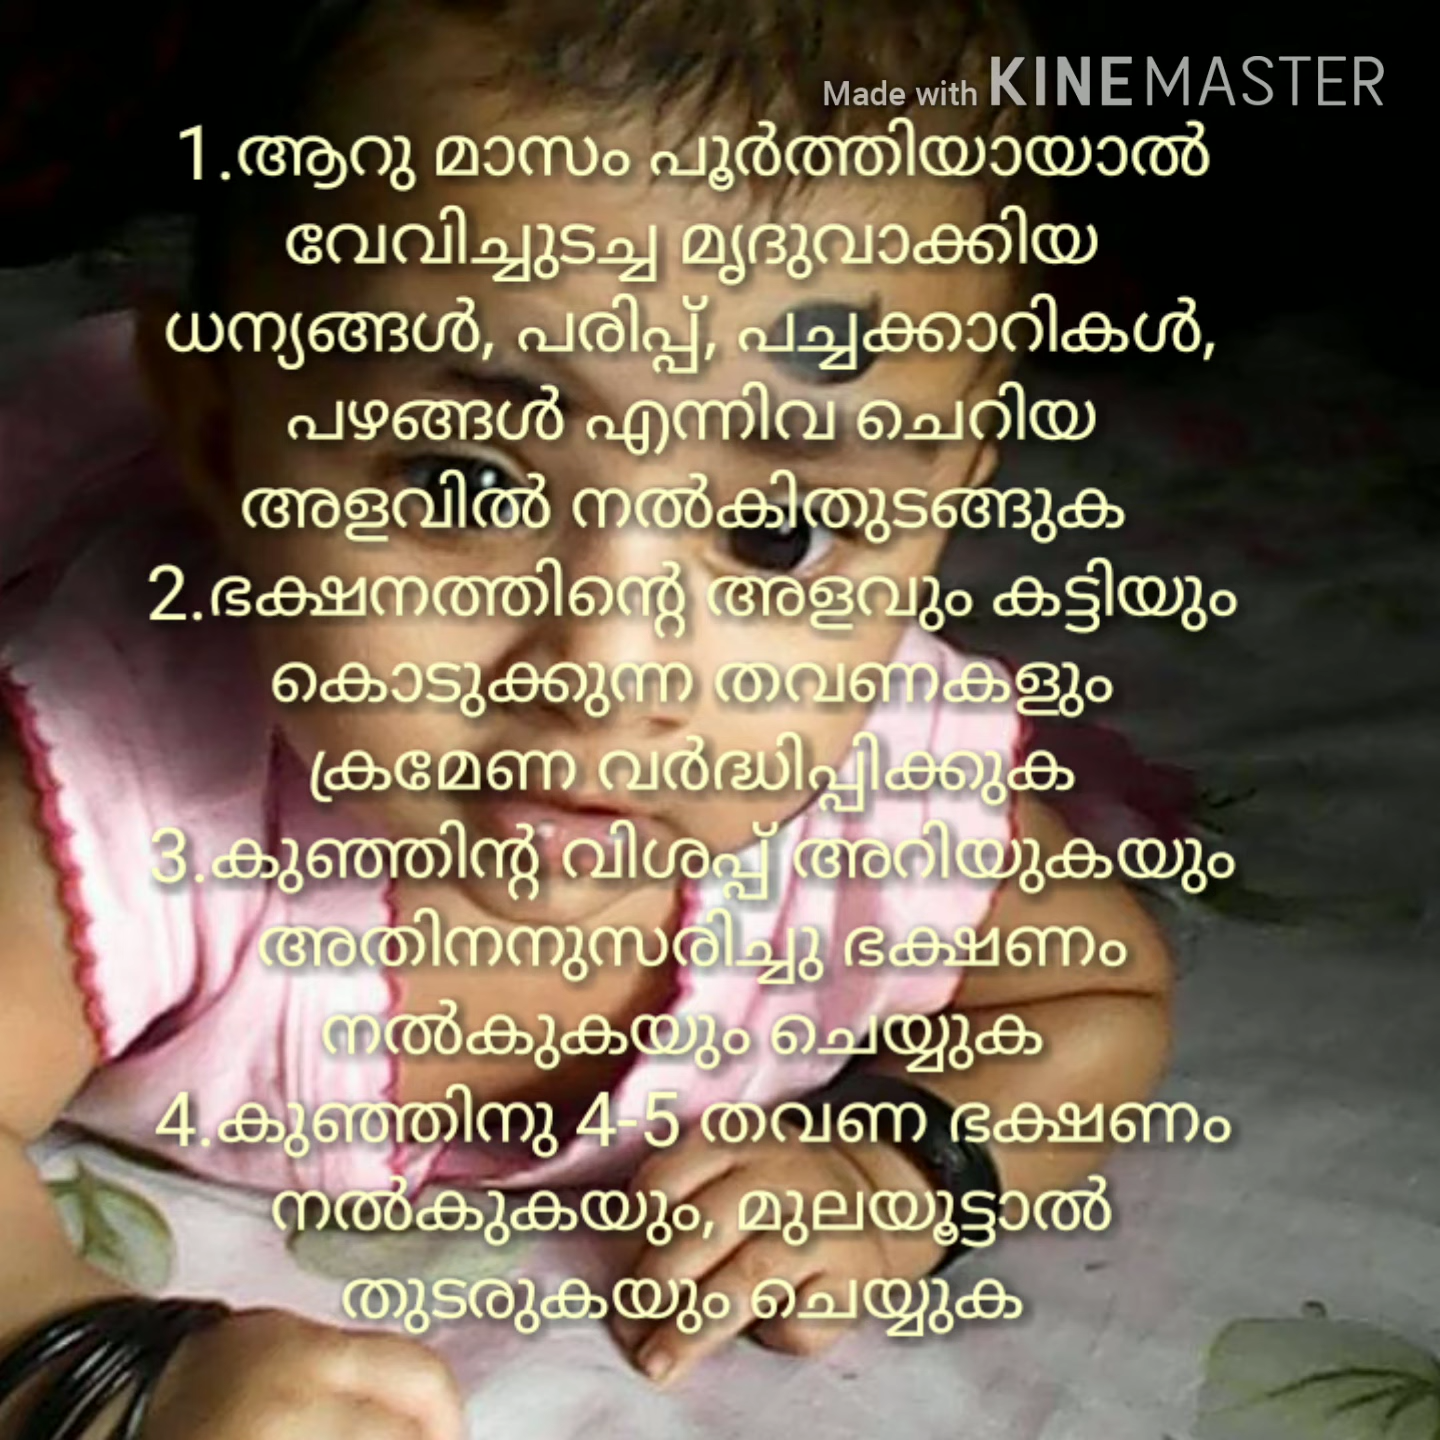 Made with KINEMASTER
1.ആറു മാസം പൂർത്തിയായാൽ
വേവിച്ചുടച്ച മൃദുവാക്കിയ
ധന്യങ്ങൾ, പരിപ്പ്, പച്ചക്കാറികൾ,
പഴങ്ങൾ എന്നിവ ചെറിയ
അളവിൽ നൽകിതുടങ്ങുക
2.ഭക്ഷനത്തിന്റെ അളവും കട്ടിയും
കൊടുക്കുന്ന തവണകളും
ക്രമേണ വർദ്ധിപ്പിക്കുക
3.കുഞ്ഞിന്റ വിശപ്പ് അറിയുകയും
അതിനനുസരിച്ചു ഭക്ഷണം
നൽകുകയും ചെയ്യുക
4.കുഞ്ഞിനു 4-5 തവണ ഭക്ഷണം
നൽകുകയും, മുലയൂട്ടാൽ
തുടരുകയും ചെയ്യുക